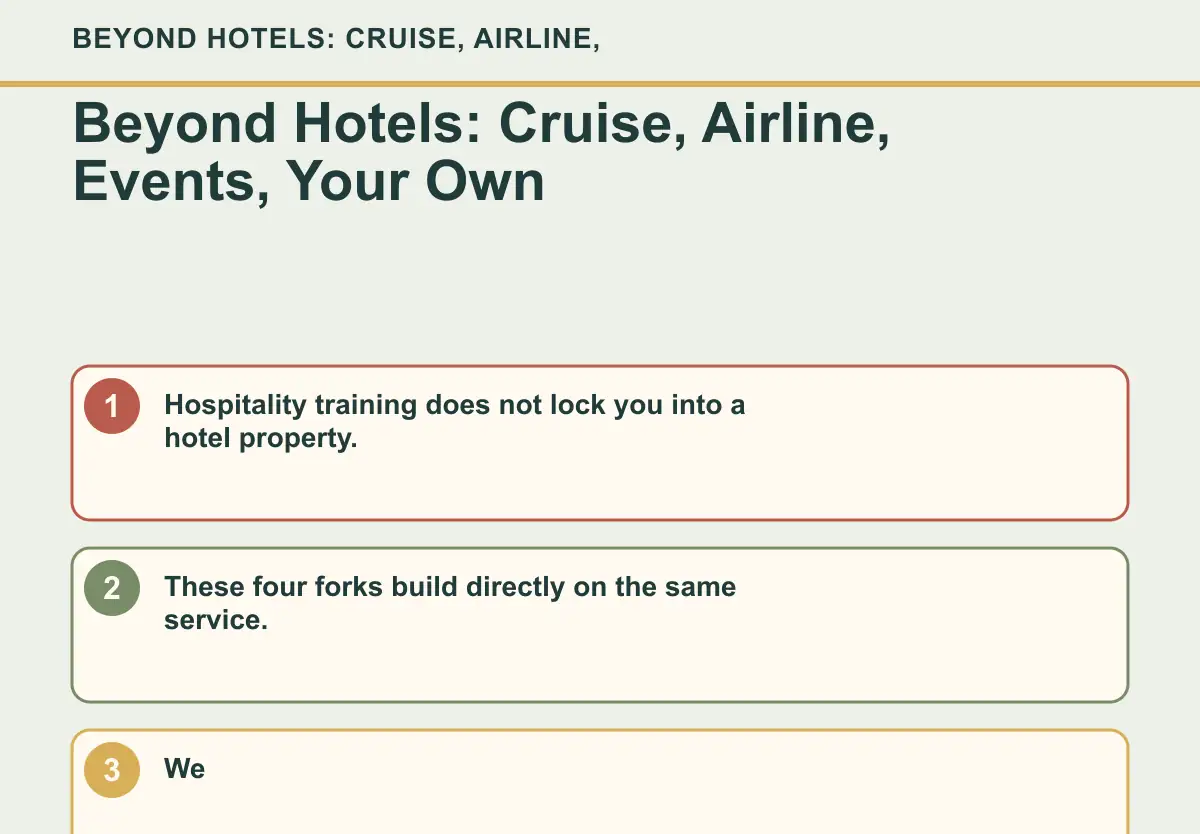 BEYOND HOTELS: CRUISE, AIRLINE,
Beyond Hotels: Cruise, Airline,
Events, Your Own
1
Hospitality training does not lock you into a
hotel property.
2
These four forks build directly on the same
service.
3
We